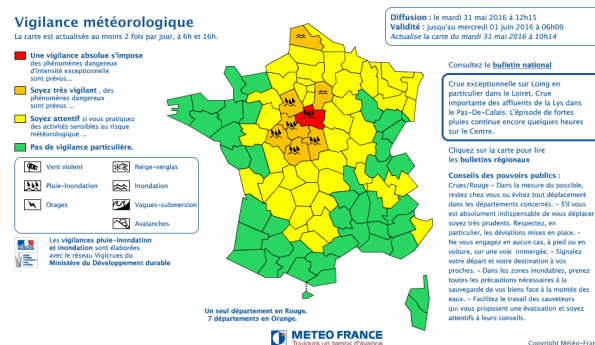 Vigilance météorologique
La carte est actualisée au moins 2 fois par jour, à 6h et 16h.
Une vigilance absolue s'impose
des phénomènes dangereux
d'intensité exceptionnelle
sont prévus...
Soyez très vigilant, des
phénomènes dangereux
sont prévus...
Soyez attentif si vous pratiquez
des activités sensibles au risque
météorologique ...
Pas de vigilance particulière.
Vent violent
Neige-verglas
Pluie-Inondation
Inondation
Orages
Vagues-submersion
Avalanches
Les vigilances pluie-inondation
et inondation sont élaborées
avec le réseau Vigicrues du
Ministère du Développement durable
Un seul département en Rouge.
7 départements en Orange.
METEO FRANCE
Toujours un temps d'avance
Diffusion : le mardi 31 mai 2016 à 12h15
Validité : jusqu'au mercredi 01 juin 2016 à 06h00
Actualise la carte du mardi 31 mai 2016 à 10h14
Consultez le bulletin national
Crue exceptionnelle sur Loing en
particulier dans le Loiret. Crue
importante des affluents de la Lys dans
le Pas-De-Calais. L'épisode de fortes
pluies continue encore quelques heures
sur le Centre.
Cliquez sur la carte pour lire
les bulletins régionaux
Conseils des pouvoirs publics :
Crues/Rouge - Dans la mesure du possible,
restez chez vous ou évitez tout déplacement
dans les départements concernés. - S'il vous
est absolument indispensable de vous déplacer,
soyez très prudents. Respectez, en
particulier, les déviations mises en place. -
Ne vous engagez en aucun cas, à pied ou en
voiture, sur une voie immergée. - Signalez
votre départ et votre destination à vos
proches. - Dans les zones inondables, prenez
toutes les précautions nécessaires à la
sauvegarde de vos biens face à la montée des
eaux. - Facilitez le travail des sauveteurs
qui vous proposent une évacuation et soyez
attentifs à leurs conseils.
Copyright Météo-Fran